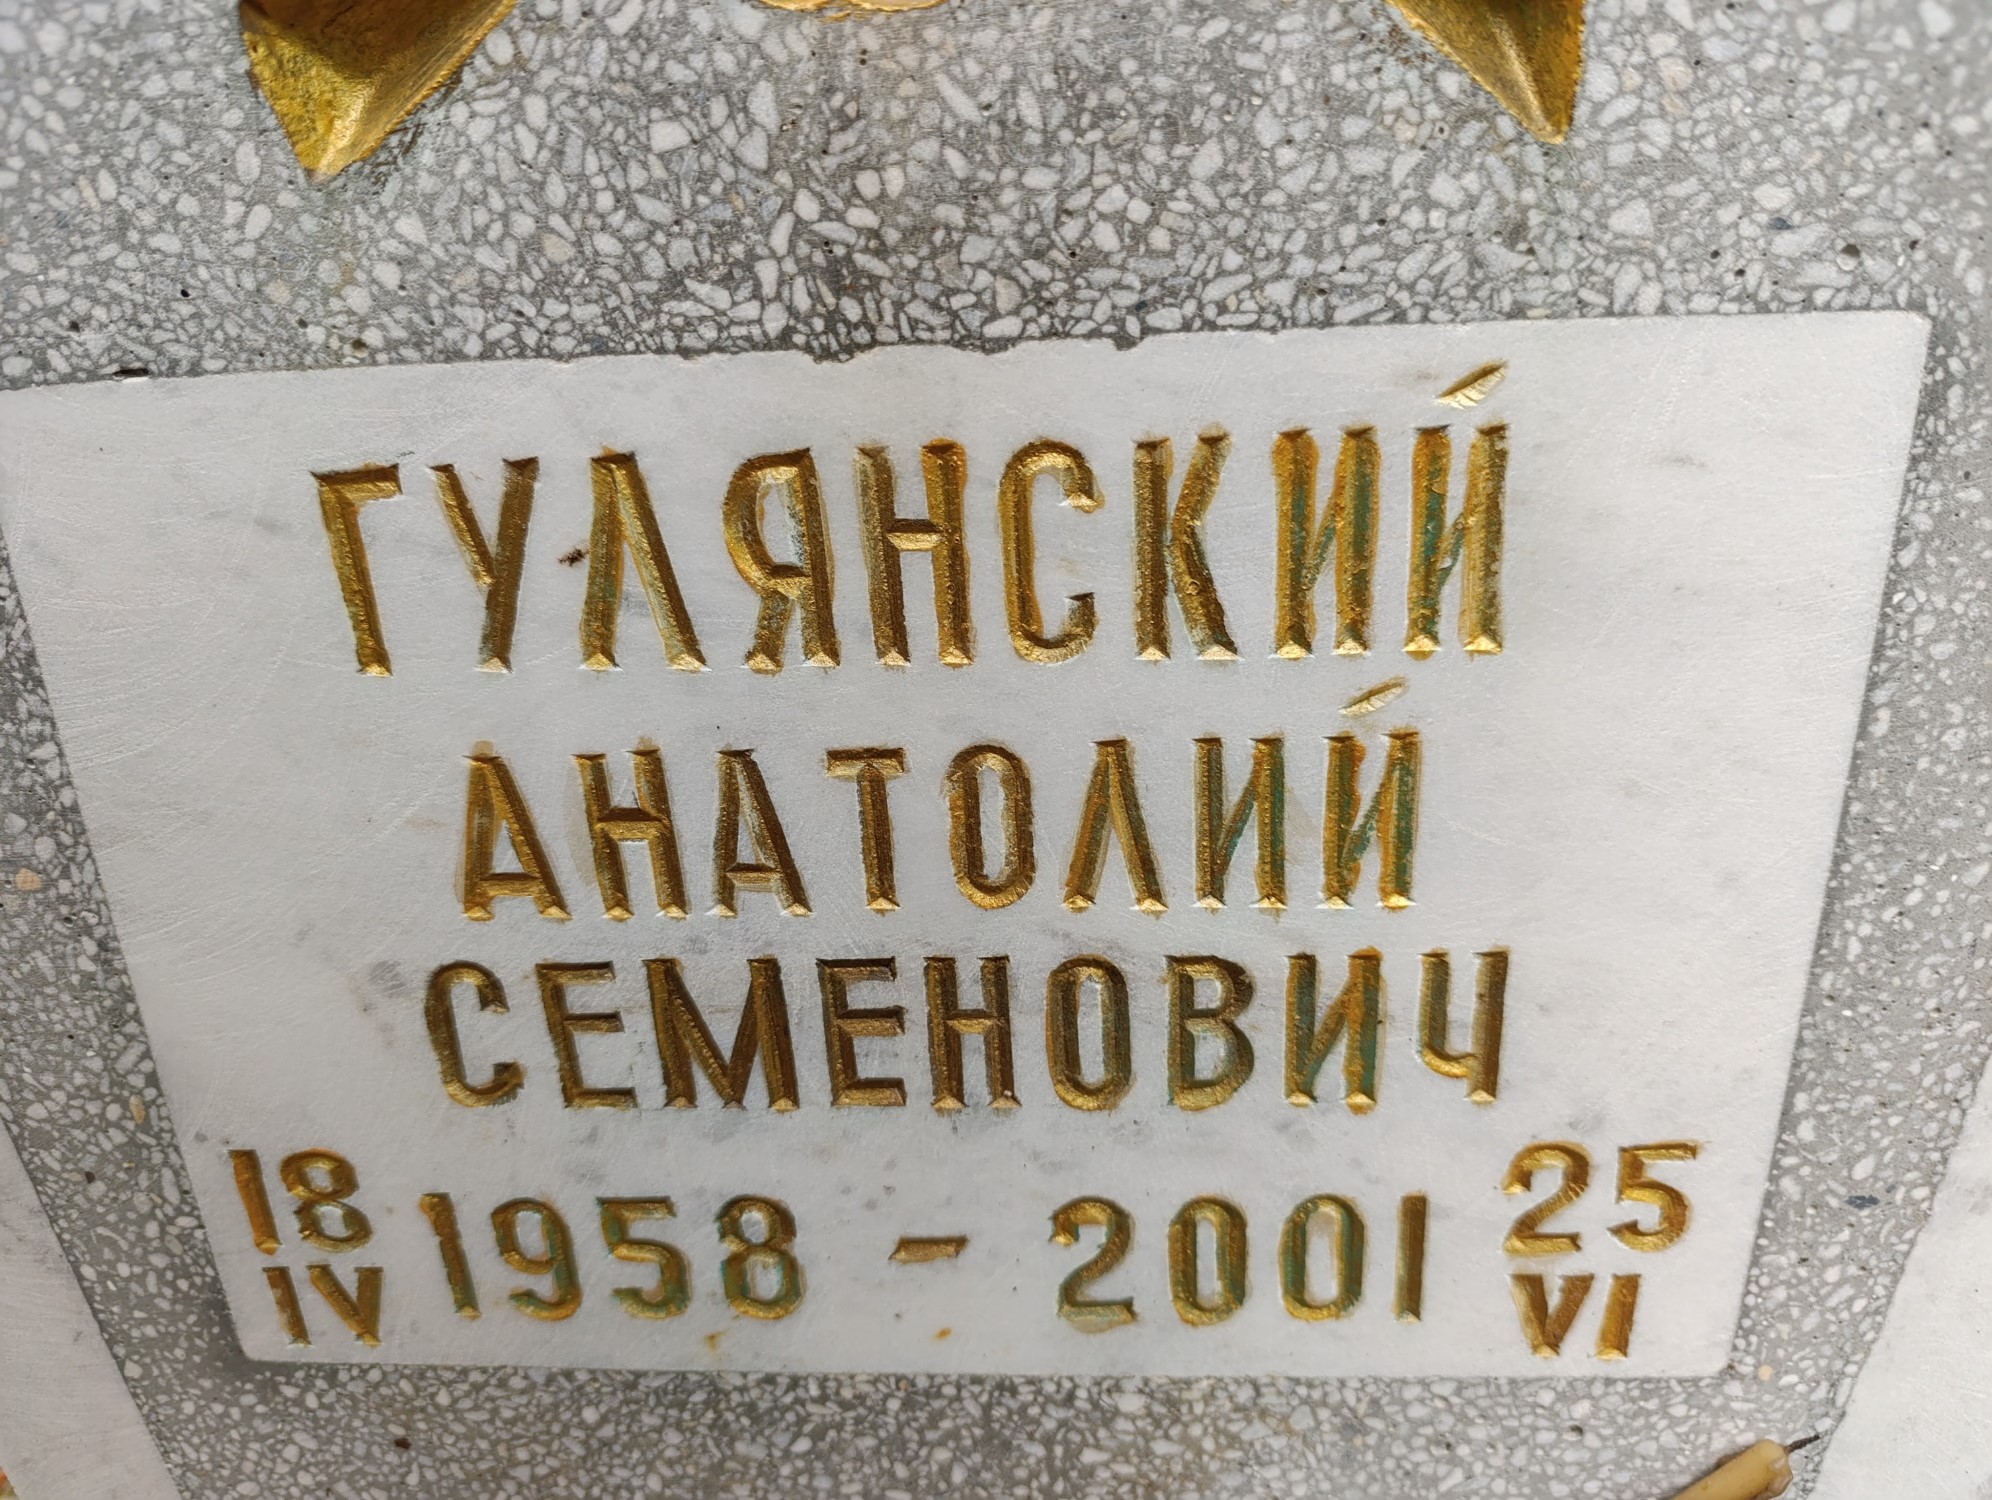 ГУЛЯНСКИЙ
АНАТОЛИЙ
СЕМЕНОВИЧ
18 IV 1958 - 2001 25 VI